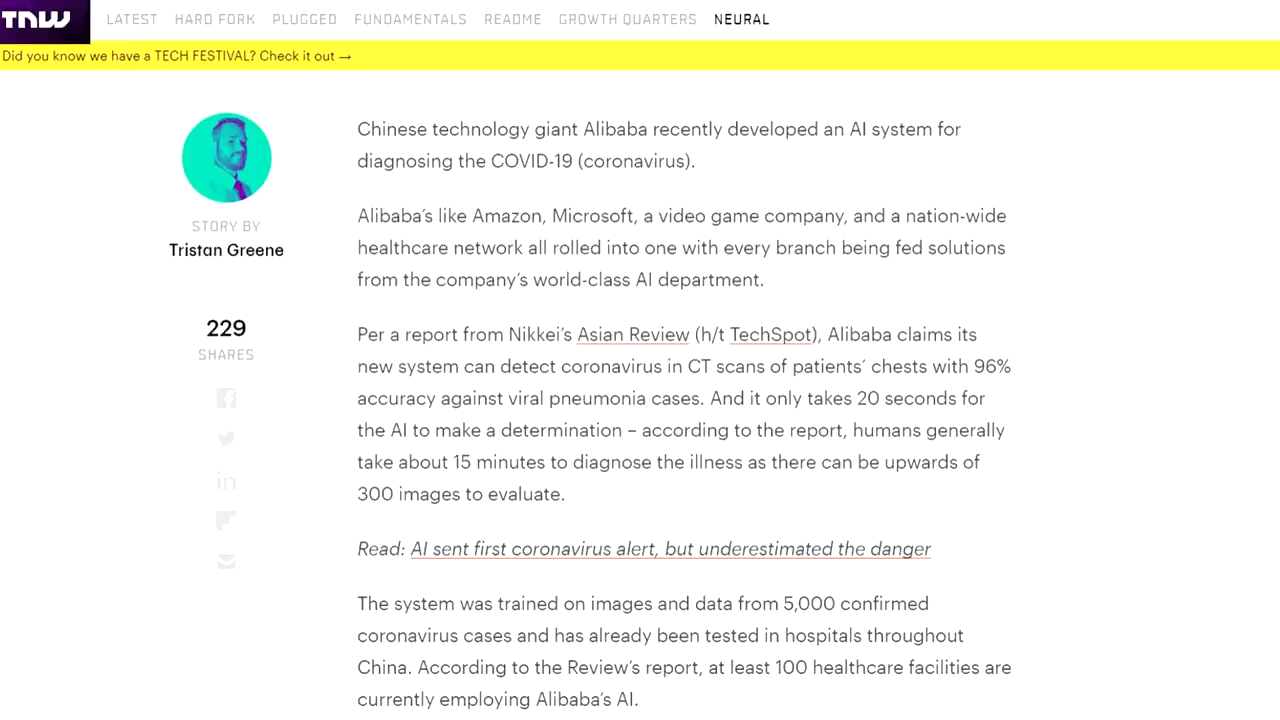 TNW LATEST HARD FORK PLUGGED FUNDAMENTALS README GROWTH QUARTERS NEURAL
Did you know we have a TECH FESTIVAL? Check it out →
STORY BY
Tristan Greene
229
SHARES
Chinese technology giant Alibaba recently developed an AI system for
diagnosing the COVID-19 (coronavirus).
Alibaba's like Amazon, Microsoft, a video game company, and a nation-wide
healthcare network all rolled into one with every branch being fed solutions
from the company's world-class AI department.
Per a report from Nikkei's Asian Review (h/t TechSpot), Alibaba claims its
new system can detect coronavirus in CT scans of patients' chests with 96%
accuracy against viral pneumonia cases. And it only takes 20 seconds for
the AI to make a determination – according to the report, humans generally
take about 15 minutes to diagnose the illness as there can be upwards of
300 images to evaluate.
Read: AI sent first coronavirus alert, but underestimated the danger
The system was trained on images and data from 5,000 confirmed
coronavirus cases and has already been tested in hospitals throughout
China. According to the Review's report, at least 100 healthcare facilities are
currently employing Alibaba's AI.